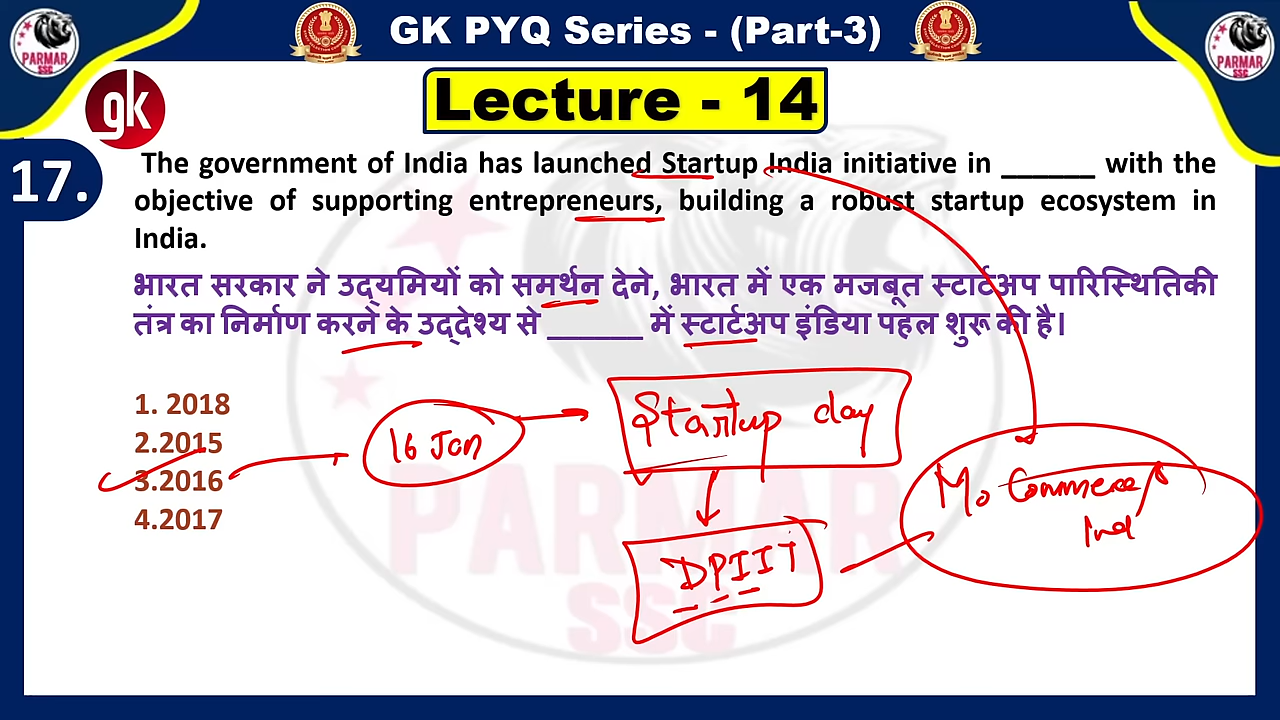 GK PYQ Series - (Part-3)
PARMAR
SSC
PARMAR
SSC
Lecture - 14
gk
17.
The government of India has launched Startup India initiative in ______ with the
objective of supporting entrepreneurs, building a robust startup ecosystem in
India.
भारत सरकार ने उद्यमियों को समर्थन देने, भारत में एक मजबूत स्टार्टअप पारिस्थितिकी
तंत्र का निर्माण करने के उद्देश्य से ______ में स्टार्टअप इंडिया पहल शुरू की है।
1. 2018
2.2015
3.2016
4.2017
16 Jan
Startup day
DPIIT
Mo Commerce/
Ind
PARMAR
SSC